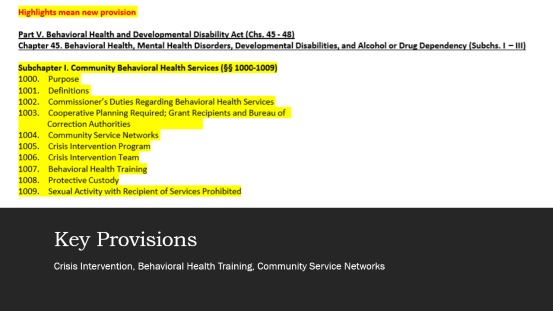 Highlights mean new provision
Part V. Behavioral Health and Developmental Disability Act (Chs. 45 - 48)
Chapter 45. Behavioral Health, Mental Health Disorders, Developmental Disabilities, and Alcohol or Drug Dependency (Subchs. I – III)
Subchapter I. Community Behavioral Health Services (§§ 1000-1009)
1000. Purpose
1001. Definitions
1002. Commissioner's Duties Regarding Behavioral Health Services
1003. Cooperative Planning Required; Grant Recipients and Bureau of
Correction Authorities
1004. Community Service Networks
1005. Crisis Intervention Program
1006. Crisis Intervention Team
1007. Behavioral Health Training
1008. Protective Custody
1009. Sexual Activity with Recipient of Services Prohibited
Key Provisions
Crisis Intervention, Behavioral Health Training, Community Service Networks